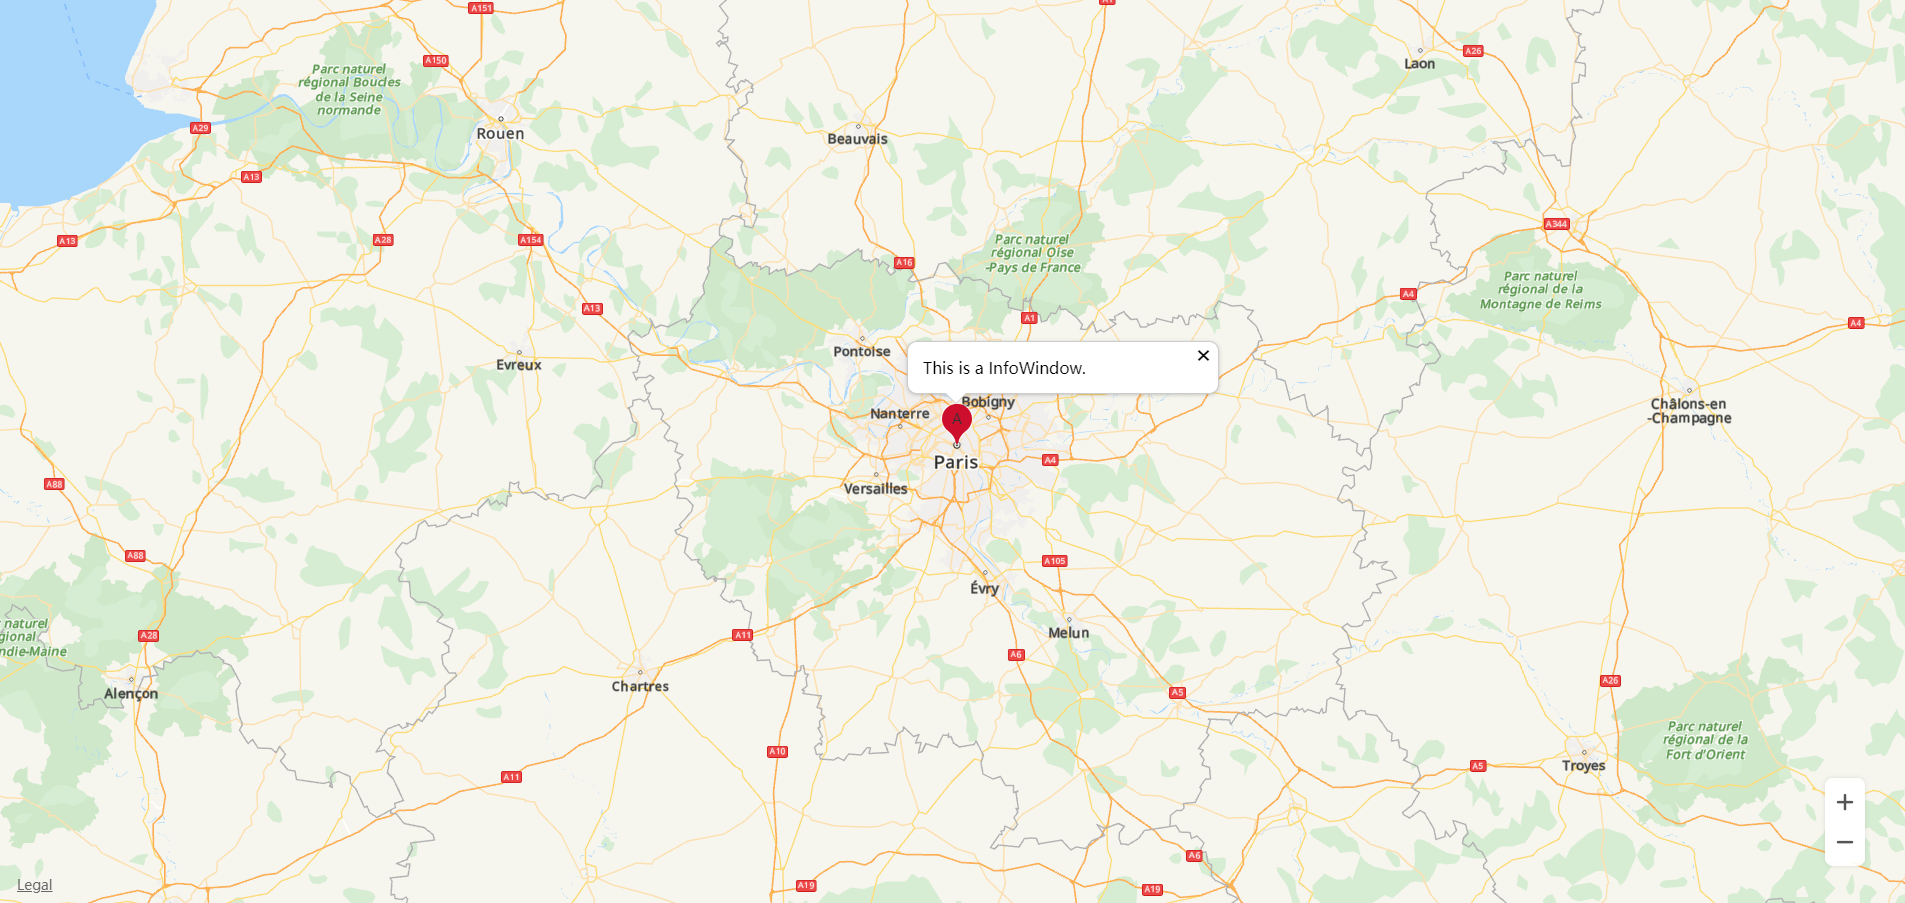 A151
A1
A26
Laon
A150
Parc naturel
régional Boucles
de la Seine
normande
A29
Rouen
Beauvais
A13
A344
A13
A28
A154
Parc naturel
régional Oise
-Pays de France
A16
Parc naturel
régional de la
Montagne de Reims
A4
A13
A1
A4
Pontoise
Evreux
This is a InfoWindow.
Bobigny
Nanterre
A
Châlons-en
-Champagne
Paris
A4
Versailles
A88
A88
A105
Évry
naturel
gional
ndie-Maine
A28
A11
Melun
A6
Alençon
Chartres
A5
A26
Parc naturel
régional de la
Fort d'Orient
A10
A11
A5
Troyes
A6
Legal
A19
A19